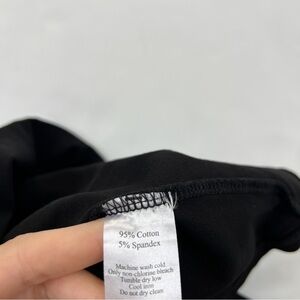 95% Cotton
5% Spandex
Machine wash cold
Only non-chlorine bleach
Tumble dry low
Cool iron
Do not dry clean